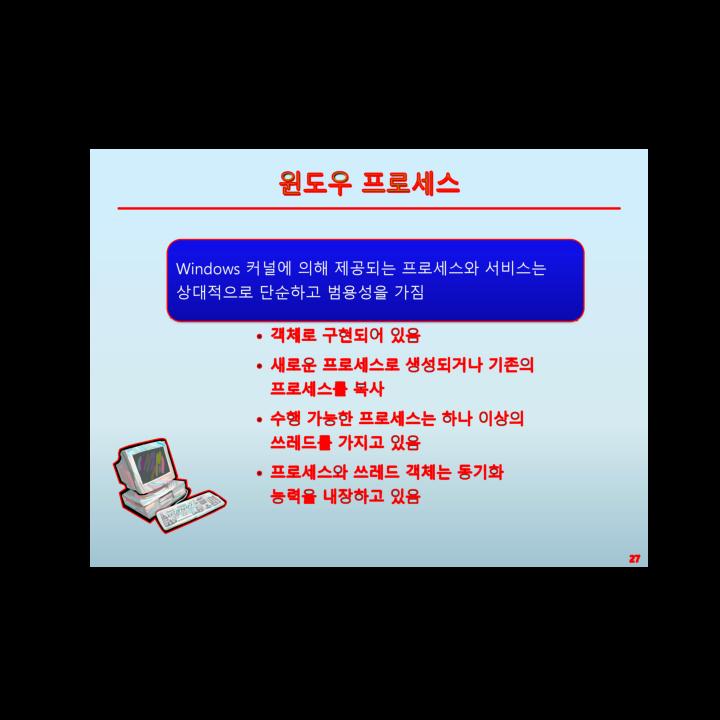 윈도우 프로세스
Windows 커널에 의해 제공되는 프로세스와 서비스는
상대적으로 단순하고 범용성을 가짐
• 객체로 구현되어 있음
• 새로운 프로세스로 생성되거나 기존의
프로세스를 복사
• 수행 가능한 프로세스는 하나 이상의
쓰레드를 가지고 있음
• 프로세스와 쓰레드 객체는 동기화
능력을 내장하고 있음
27